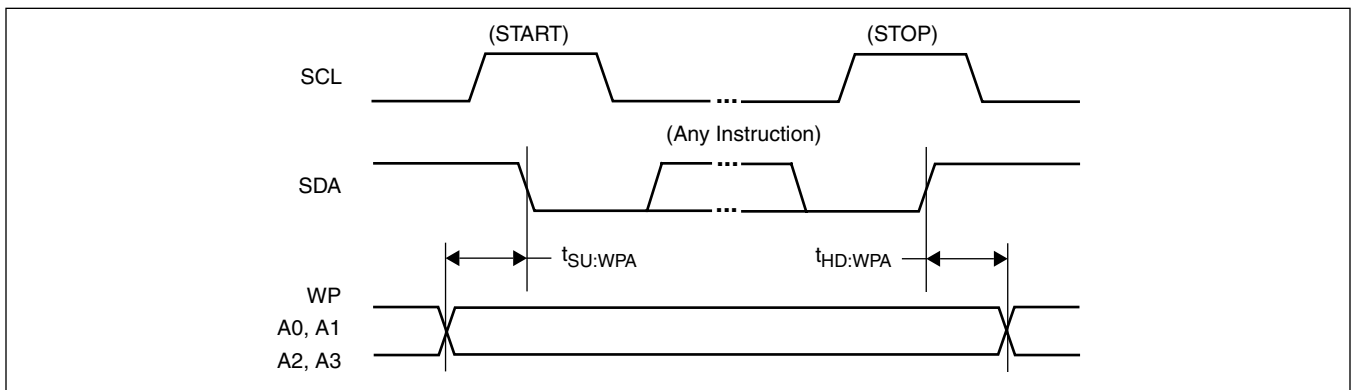 (START)
(STOP)
SCL
(Any Instruction)
SDA
tSU:WPA
tHD:WPA
WP
A0, A1
A2, A3